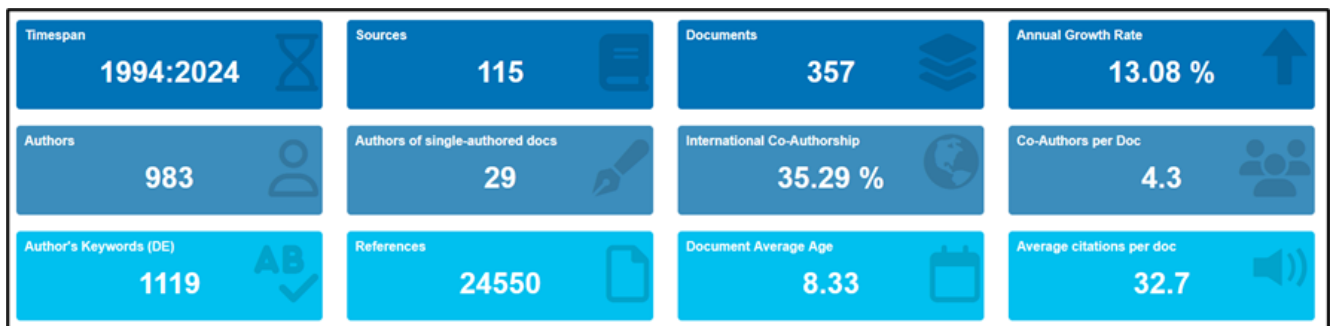 Timespan
1994:2024
Sources
115
Documents
357
Annual Growth Rate
13.08 %
Authors
983
Authors of single-authored docs
29
International Co-Authorship
35.29 %
Co-Authors per Doc
4.3
Author's Keywords (DE)
1119
AB
References
24550
Document Average Age
8.33
Average citations per doc
32.7